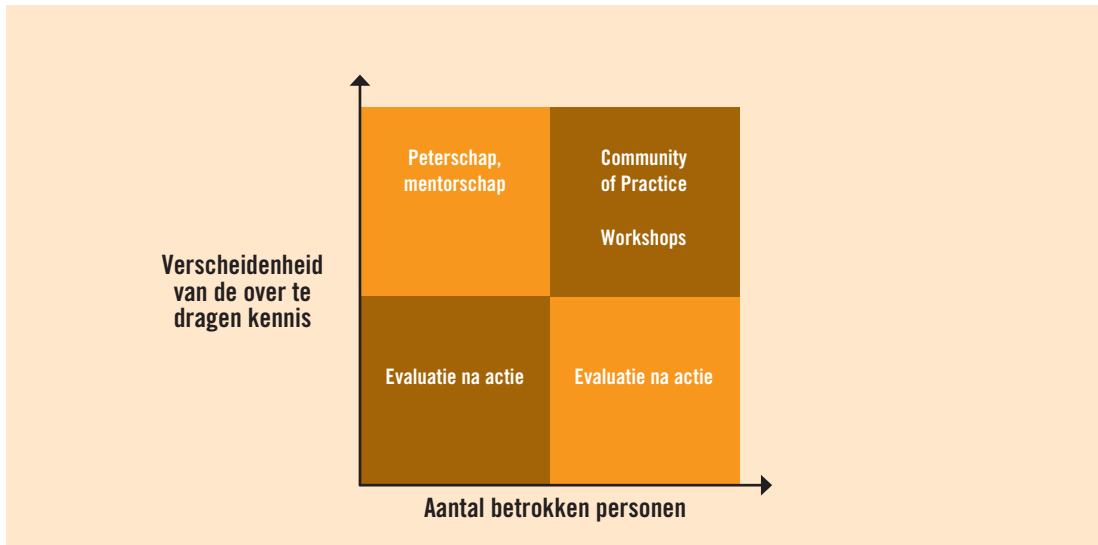 Peterschap,
mentorschap
Community
of Practice
Workshops
Verscheidenheid
van de over te
dragen kennis
Evaluatie na actie
Evaluatie na actie
Aantal betrokken personen